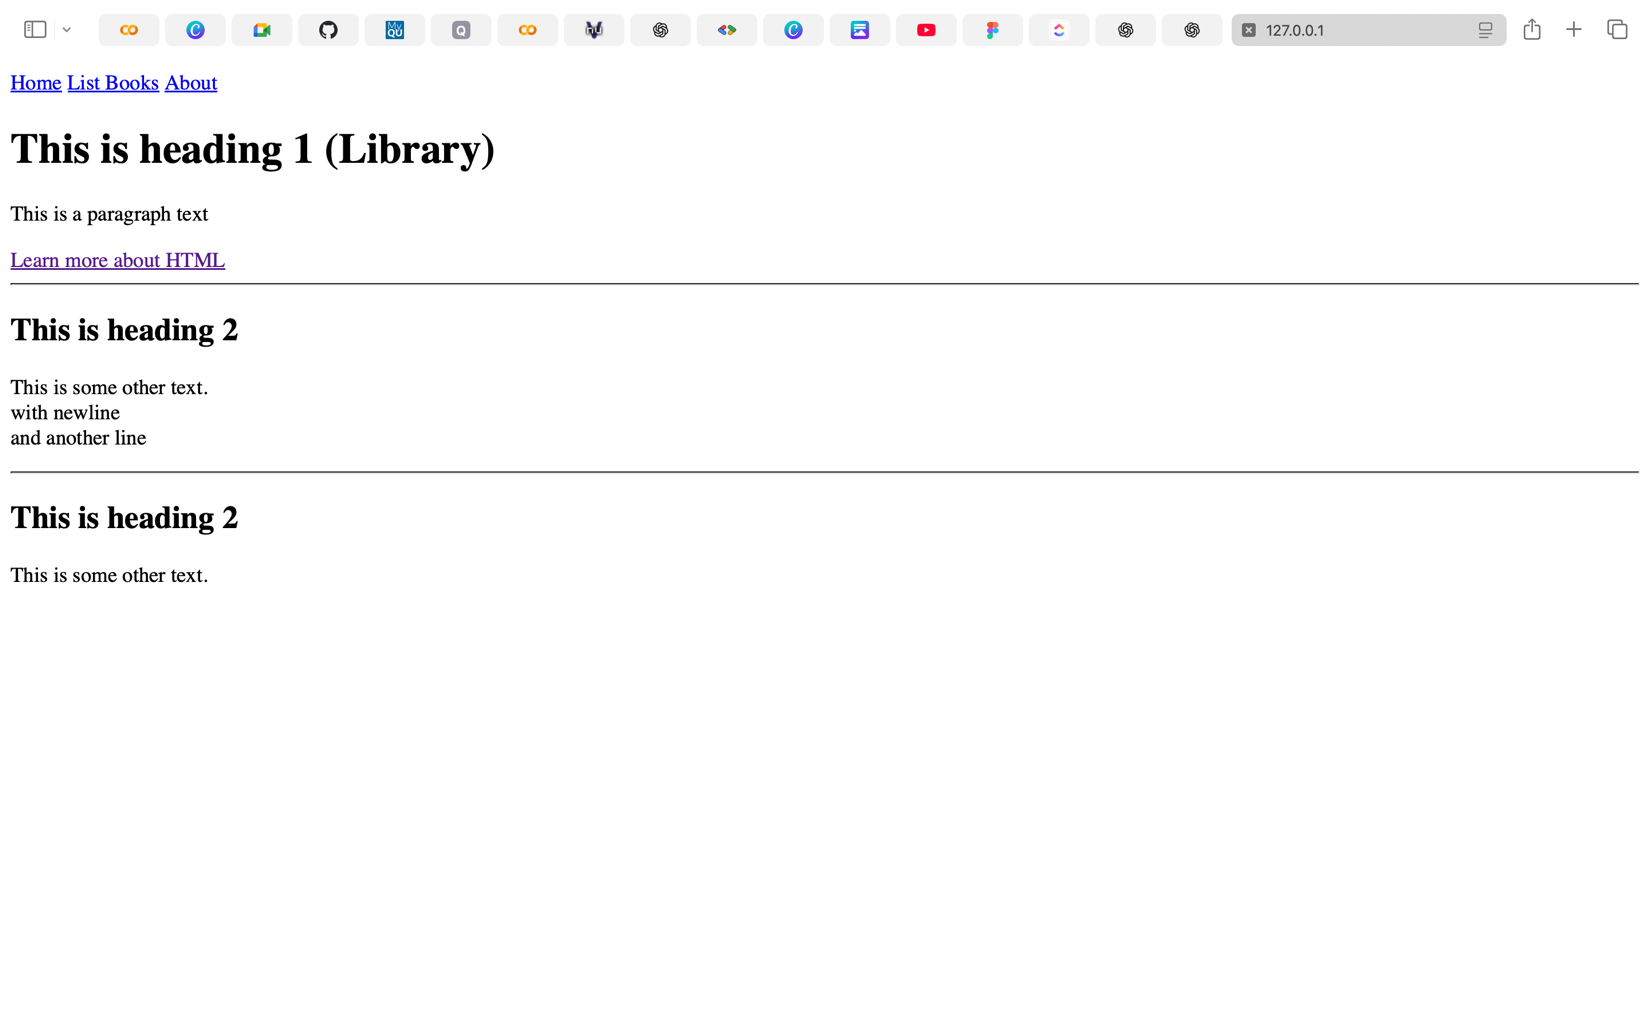 My
QU
Q
127.0.0.1
Home List Books About
This is heading 1 (Library)
This is a paragraph text
Learn more about HTML
This is heading 2
This is some other text.
with newline
and another line
This is heading 2
This is some other text.